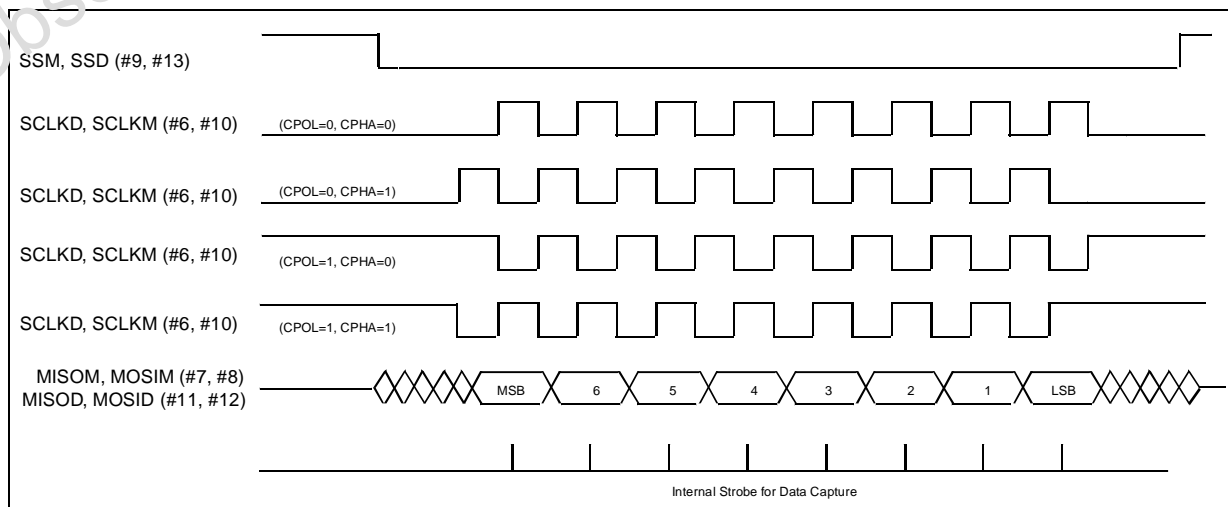 SSM, SSD (#9, #13)
SCLKD, SCLKM (#6, #10) (CPOL=0, CPHA=0)
SCLKD, SCLKM (#6, #10) (CPOL=0, CPHA=1)
SCLKD, SCLKM (#6, #10) (CPOL=1, CPHA=0)
SCLKD, SCLKM (#6, #10) (CPOL=1, CPHA=1)
MISOM, MOSIM (#7, #8)
MISOD, MOSID (#11, #12)
MSB 6 5 4 3 2 1 LSB
Internal Strobe for Data Capture